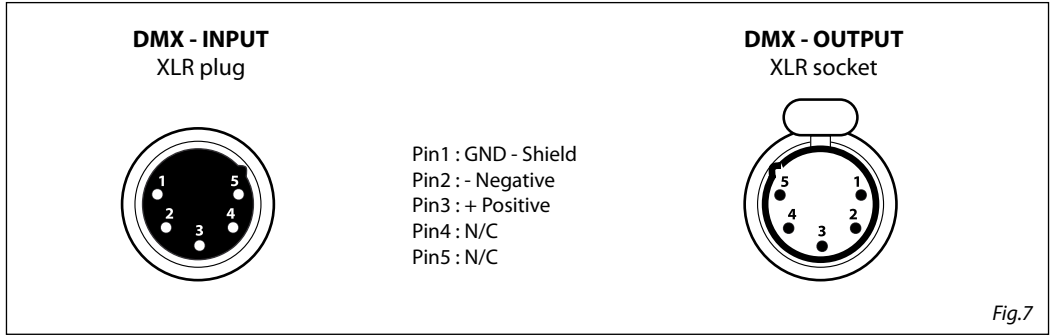 DMX - INPUT
XLR plug
1
5
2
4
3
Pin1 : GND - Shield
Pin2 : - Negative
Pin3 : + Positive
Pin4 : N/C
Pin5 : N/C
DMX - OUTPUT
XLR socket
5
1
4
2
3
Fig.7